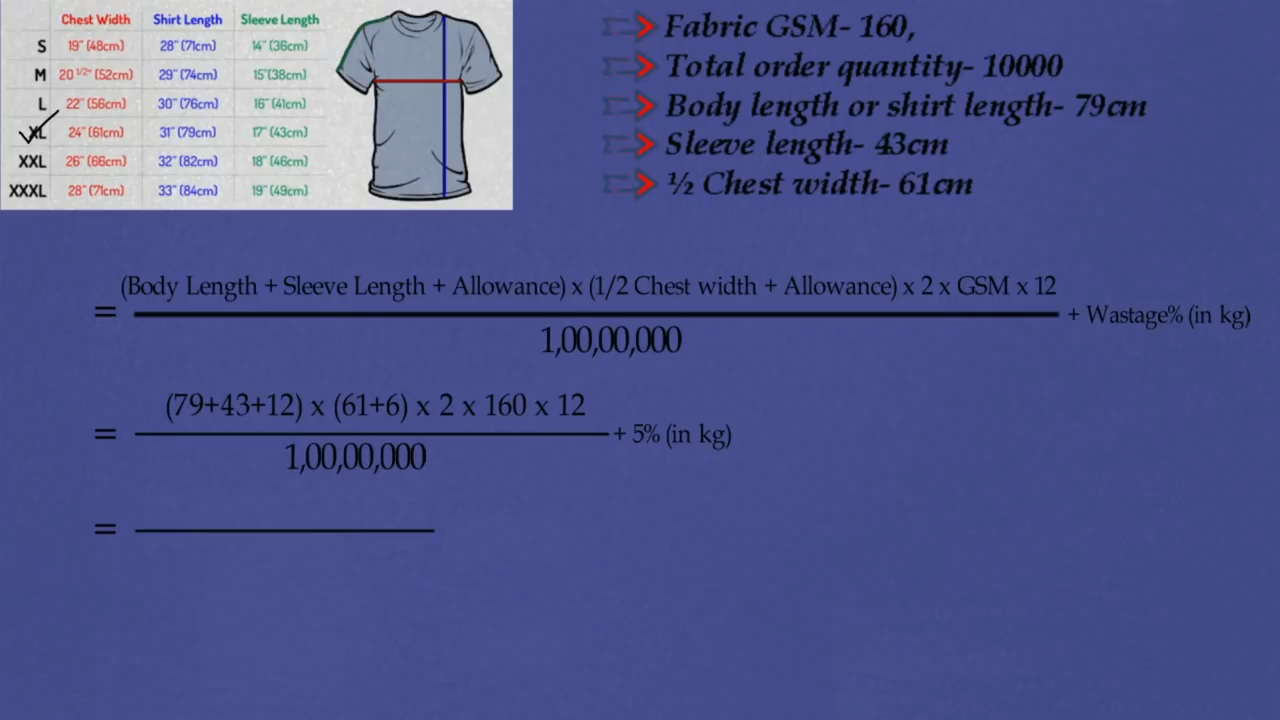 Chest Width Shirt Length Sleeve Length
S 19" (48cm) 28" (71cm) 14" (36cm)
M 20 1/2" (52cm) 29" (74cm) 15"(38cm)
L 22" (56cm) 30" (76cm) 16" (41cm)
XL 24" (61cm) 31" (79cm) 17" (43cm)
XXL 26" (66cm) 32" (82cm) 18" (46cm)
XXXL 28" (71cm) 33" (84cm) 19" (49cm)
Fabric GSM- 160,
Total order quantity- 10000
Body length or shirt length- 79cm
Sleeve length- 43cm
½ Chest width- 61cm
(Body Length + Sleeve Length + Allowance) x (1/2 Chest width + Allowance) x 2 x GSM x 12
= + Wastage% (in kg)
1,00,00,000
(79+43+12) x (61+6) x 2 x 160 x 12
= + 5% (in kg)
1,00,00,000
=